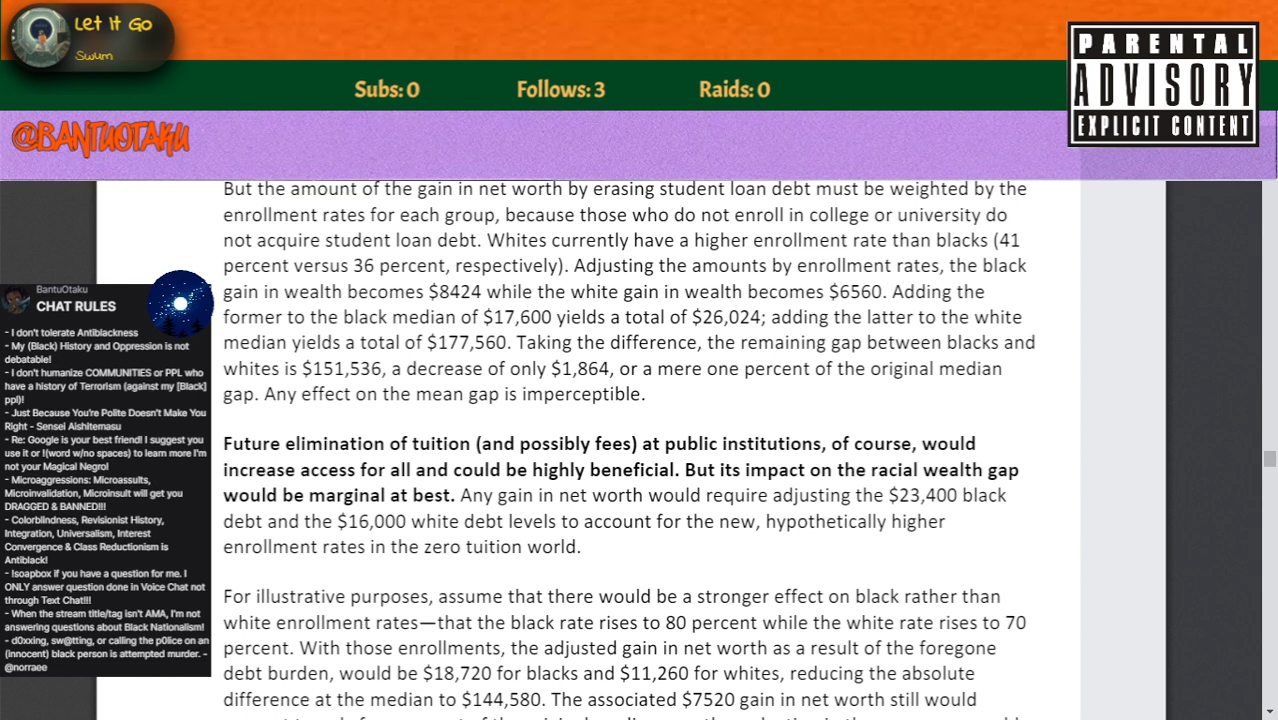 Let It Go
Swum
PARENTAL
ADVISORY
EXPLICIT CONTENT
Subs: 0
Follows: 3
Raids: 0
@BANTUOTAKU
But the amount of the gain in net worth by erasing student loan debt must be weighted by the
enrollment rates for each group, because those who do not enroll in college or university do
not acquire student loan debt. Whites currently have a higher enrollment rate than blacks (41
percent versus 36 percent, respectively). Adjusting the amounts by enrollment rates, the black
gain in wealth becomes $8424 while the white gain in wealth becomes $6560. Adding the
former to the black median of $17,600 yields a total of $26,024; adding the latter to the white
median yields a total of $177,560. Taking the difference, the remaining gap between blacks and
whites is $151,536, a decrease of only $1,864, or a mere one percent of the original median
gap. Any effect on the mean gap is imperceptible.
Future elimination of tuition (and possibly fees) at public institutions, of course, would
increase access for all and could be highly beneficial. But its impact on the racial wealth gap
would be marginal at best. Any gain in net worth would require adjusting the $23,400 black
debt and the $16,000 white debt levels to account for the new, hypothetically higher
enrollment rates in the zero tuition world.
For illustrative purposes, assume that there would be a stronger effect on black rather than
white enrollment rates—that the black rate rises to 80 percent while the white rate rises to 70
percent. With those enrollments, the adjusted gain in net worth as a result of the foregone
debt burden, would be $18,720 for blacks and $11,260 for whites, reducing the absolute
difference at the median to $144,580. The associated $7520 gain in net worth still would
BantuOtaku
CHAT RULES
- I don't tolerate Antiblackness
- My (Black) History and Oppression is not
debatable!
- I don't humanize COMMUNITIES or PPL who
have a history of Terrorism (against my [Black]
ppl)!
- Just Because You're Polite Doesn't Make You
Right - Sensei Aishitemasu
- Re: Google is your best friend! I suggest you
use it or !(word w/no spaces) to learn more I'm
not your Magical Negro!
- Microaggressions: Microassults,
Microinvalidation, Microinsult will get you
DRAGGED & BANNED!!!
- Colorblindness, Revisionist History,
Integration, Universalism, Interest
Convergence & Class Reductionism is
Antiblack!
- !soapbox if you have a question for me. I
ONLY answer question done in Voice Chat not
through Text Chat!!!
- When the stream title/tag isn't AMA, I'm not
answering questions about Black Nationalism!
- d0xxing, sw@tting, or calling the p0lice on an
(innocent) black person is attempted murder. -
@norraee